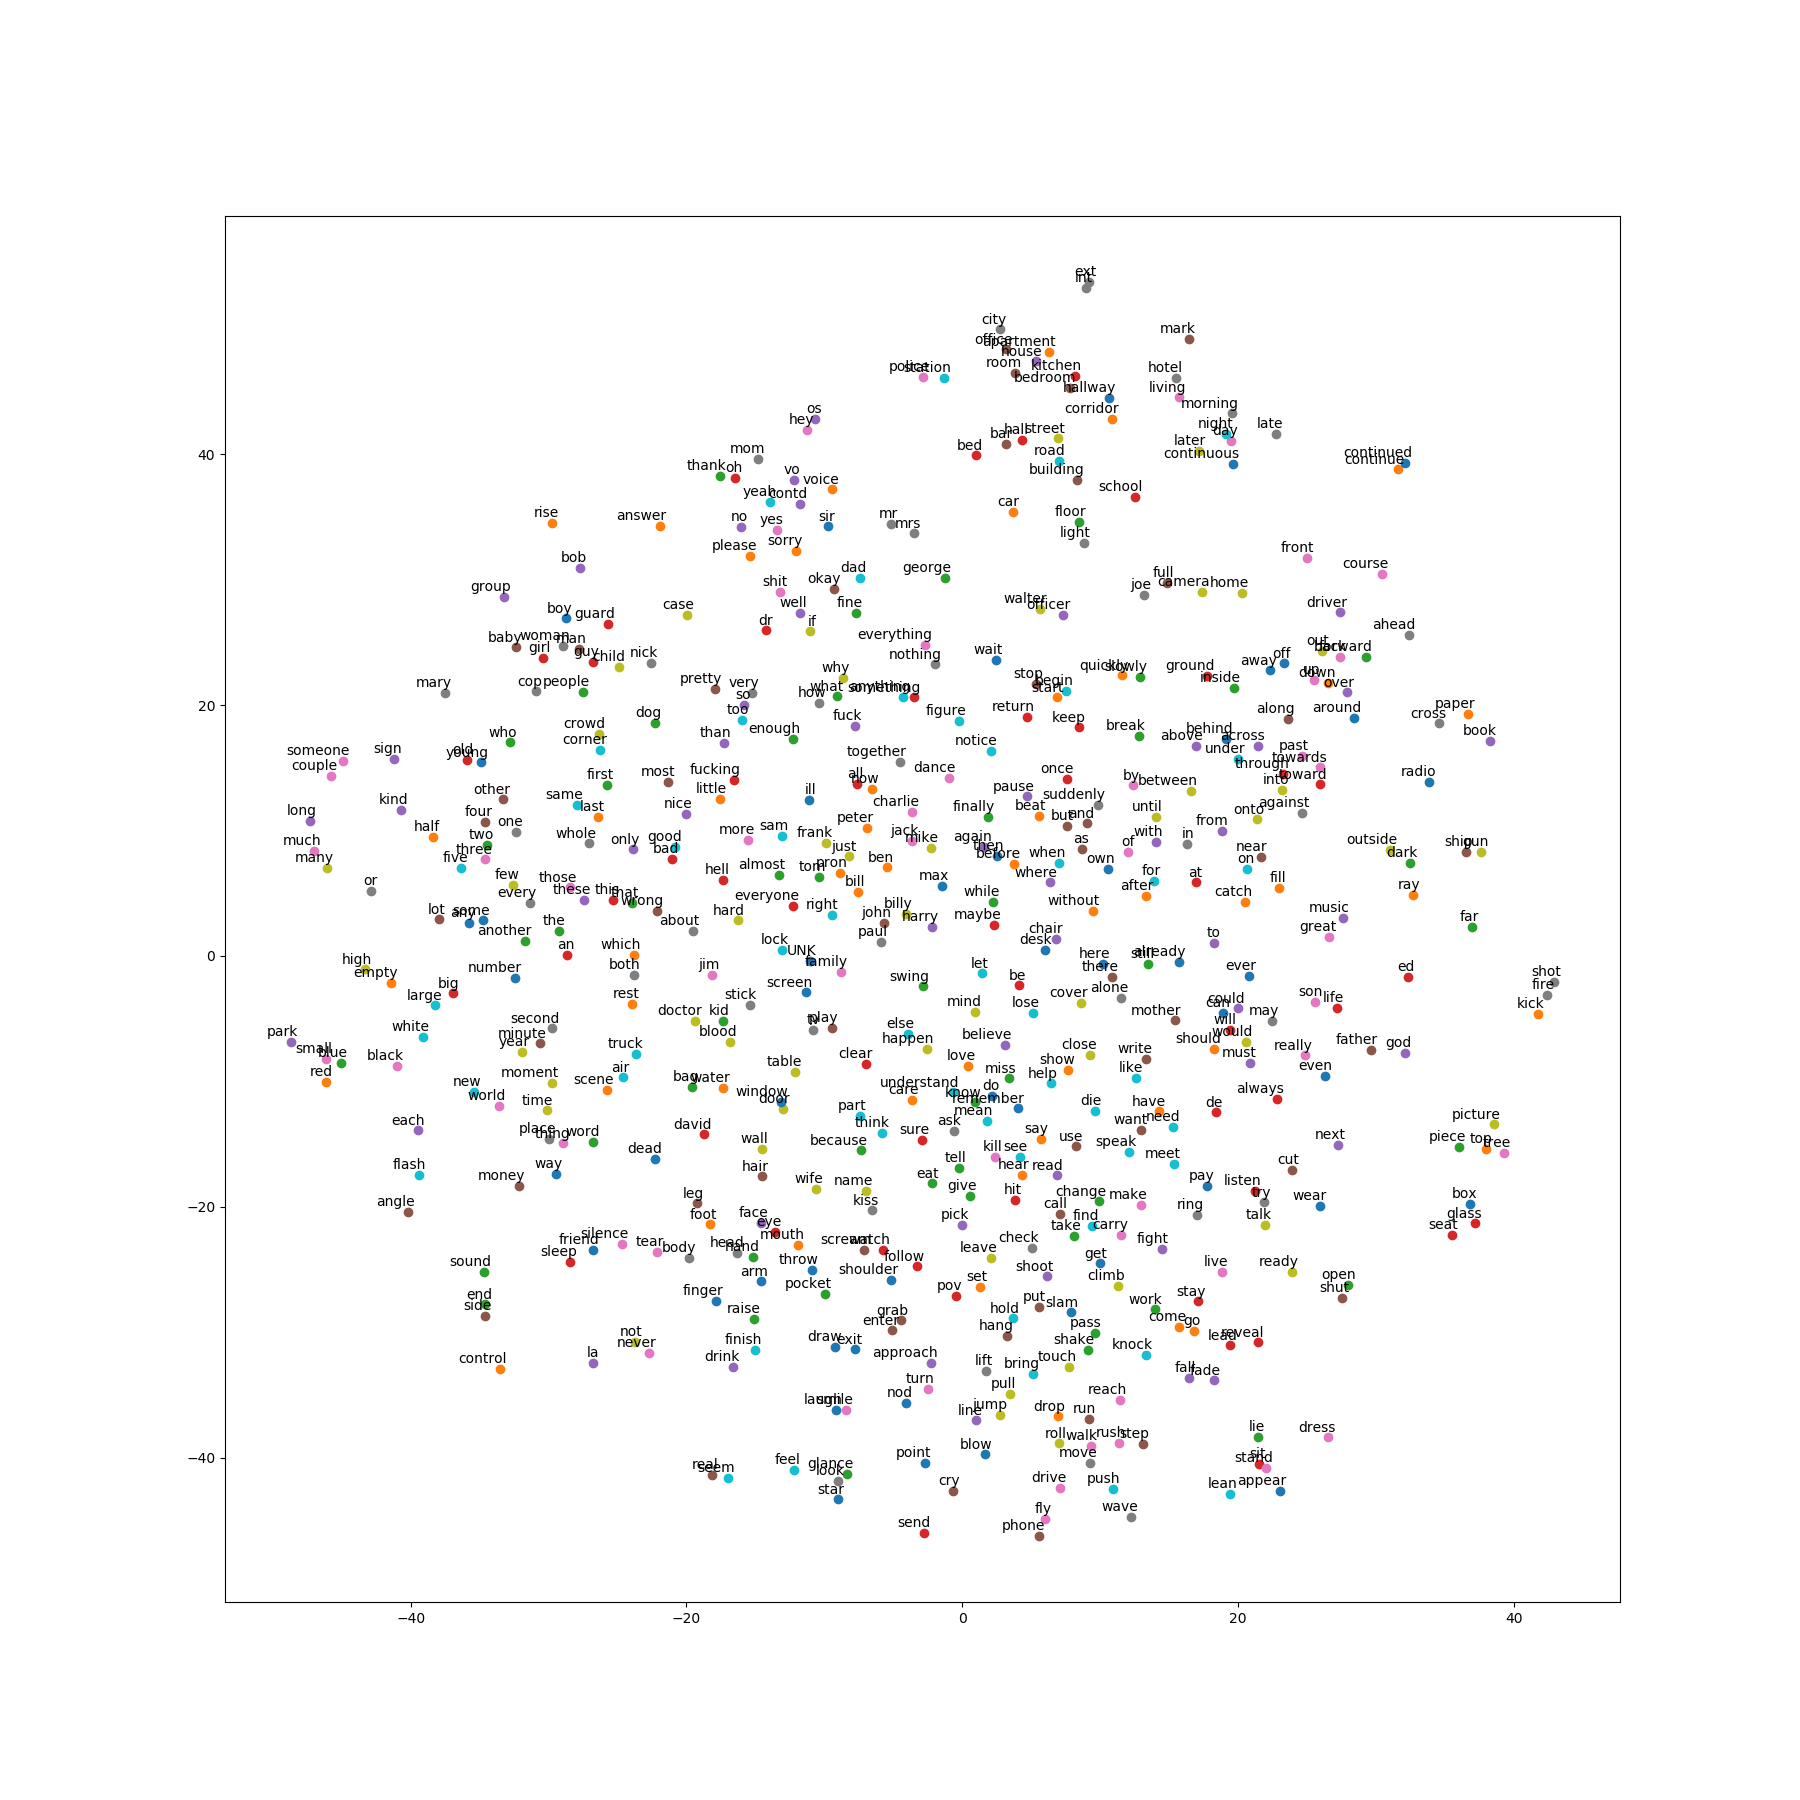 ext
int
city
mark
office
apartment
house
room
kitchen
police
station
bedroom
hotel
hallway
living
os
corridor
morning
hey
night
late
bar
hall
street
day
bed
later
mom
road
continuous
continued
continue
thank
oh
vo
building
voice
yeah
contd
school
car
rise
answer
no
yes
sir
mr
mrs
floor
please
sorry
light
front
bob
dad
george
course
group
shit
okay
joe
full
camera
home
boy
guard
case
well
fine
walter
officer
driver
dr
if
ahead
baby
woman
man
girl
guy
child
nick
everything
nothing
wait
out
back
forward
off
away
mary
cop
people
pretty
very
so
why
what
anything
something
how
stop
begin
start
quickly
slowly
ground
inside
up
down
over
dog
too
fuck
figure
return
keep
along
around
cross
paper
book
who
crowd
corner
than
enough
notice
break
above
behind
across
under
someone
couple
sign
old
young
together
past
towards
through
toward
into
radio
first
most
fucking
little
all
now
dance
once
by
between
other
same
last
ill
pause
suddenly
long
kind
four
one
nice
charlie
finally
beat
but
and
until
onto
against
half
two
three
whole
only
good
bad
more
sam
frank
peter
jack
mike
just
again
then
before
as
of
with
in
from
outside
dark
ship
gun
much
many
five
hell
almost
tom
pron
ben
when
own
near
on
few
those
these
this
that
every
wrong
everyone
bill
max
where
for
after
at
catch
fill
ray
or
lot
any
some
the
about
hard
right
billy
john
harry
while
maybe
without
music
great
far
another
an
which
paul
chair
desk
to
lock
UNK
family
high
empty
number
both
jim
let
here
there
still
already
ever
ed
shot
fire
kick
big
large
rest
stick
screen
swing
be
alone
cover
mother
can
could
may
son
life
park
white
second
minute
doctor
kid
tv
play
mind
lose
will
would
should
small
blue
black
year
truck
blood
else
happen
believe
close
must
really
father
god
red
new
moment
scene
air
bag
water
table
clear
love
show
write
even
world
time
window
door
understand
know
care
miss
do
remember
help
like
always
each
place
thing
word
david
part
think
mean
die
have
de
flash
way
dead
wall
because
sure
ask
say
use
want
need
next
picture
piece
top
tree
money
hair
kill
see
speak
meet
cut
angle
leg
wife
name
eat
tell
hear
read
pay
listen
try
wear
box
foot
face
eye
kiss
give
hit
call
change
make
ring
talk
glass
seat
silence
friend
sleep
tear
body
head
hand
mouth
scream
watch
pick
take
find
carry
check
fight
sound
throw
arm
shoulder
follow
leave
get
live
ready
open
shut
end
side
finger
pocket
pov
set
shoot
climb
stay
raise
grab
enter
hold
put
slam
work
come
go
not
never
finish
draw
exit
hang
pass
shake
lead
reveal
control
la
drink
approach
lift
bring
touch
knock
fall
fade
turn
pull
reach
laugh
smile
nod
line
jump
drop
run
roll
walk
rush
step
lie
dress
point
blow
move
sit
stand
real
seem
feel
glance
look
star
cry
drive
push
lean
appear
send
fly
phone
wave
40
20
0
−20
−40
−40
−20
0
20
40